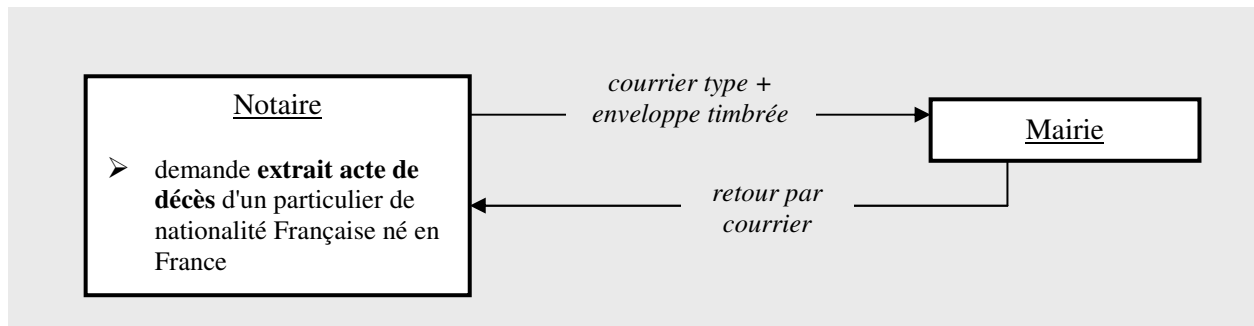 Notaire
➢ demande extrait acte de
décès d'un particulier de
nationalité Française né en
France
courrier type +
enveloppe timbrée
Mairie
retour par
courrier